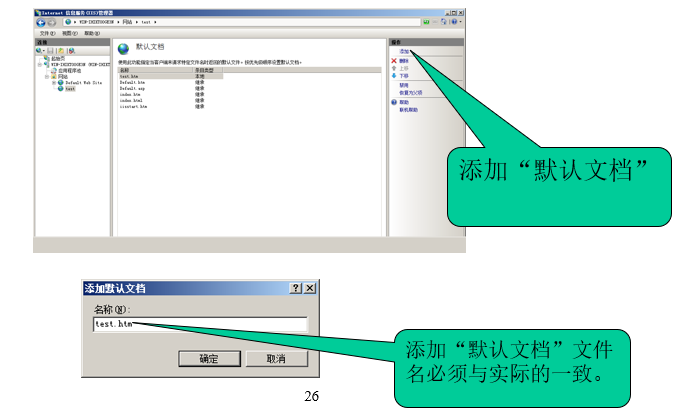 Internet 信息服务(IIS)管理器
网站 ▸ test ▸
文件(F) 视图(V) 帮助(H)
连接
起始页
应用程序池
网站
Default Web Site
test
默认文档
使用此功能指定当客户端未请求特定文件名时返回的默认文件。按优先级顺序设置默认文档。
名称 条目类型
test.htm 本地
Default.htm 继承
Default.asp 继承
index.htm 继承
index.html 继承
iisstart.htm 继承
操作
添加...
删除
上移
下移
禁用
恢复为父项
帮助
联机帮助
添加“默认文档”
添加默认文档
名称(N):
test.htm
确定 取消
添加“默认文档”文件
名必须与实际的一致。
26